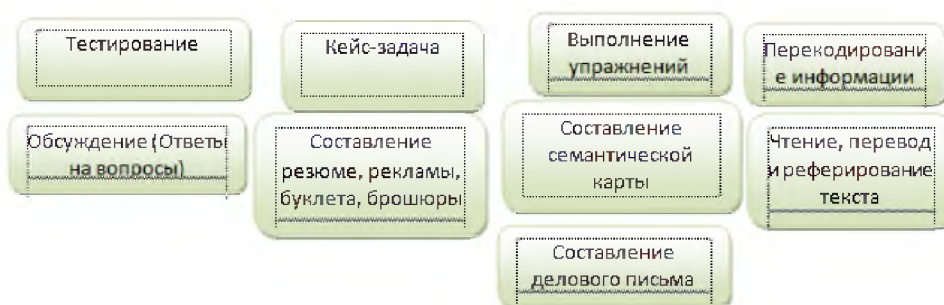 Тестирование
Кейс-задача
Выполнение
упражнений
Перекодировани
е информации
Обсуждение (Ответы
на вопросы)
Составление
резюме, рекламы,
буклета, брошюры
Составление
семантической
карты
Чтение, перевод
и реферирование
текста
Составление
делового письма